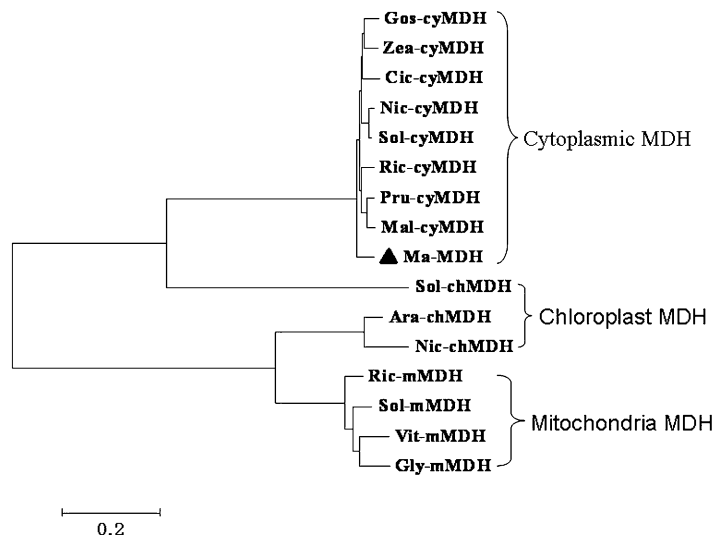 Gos-cyMDH
Zea-cyMDH
Cic-cyMDH
Nic-cyMDH
Sol-cyMDH
Ric-cyMDH
Pru-cyMDH
Mal-cyMDH
Ma-MDH
Cytoplasmic MDH
Sol-chMDH
Ara-chMDH
Nic-chMDH
Chloroplast MDH
Ric-mMDH
Sol-mMDH
Vit-mMDH
Gly-mMDH
Mitochondria MDH
0.2